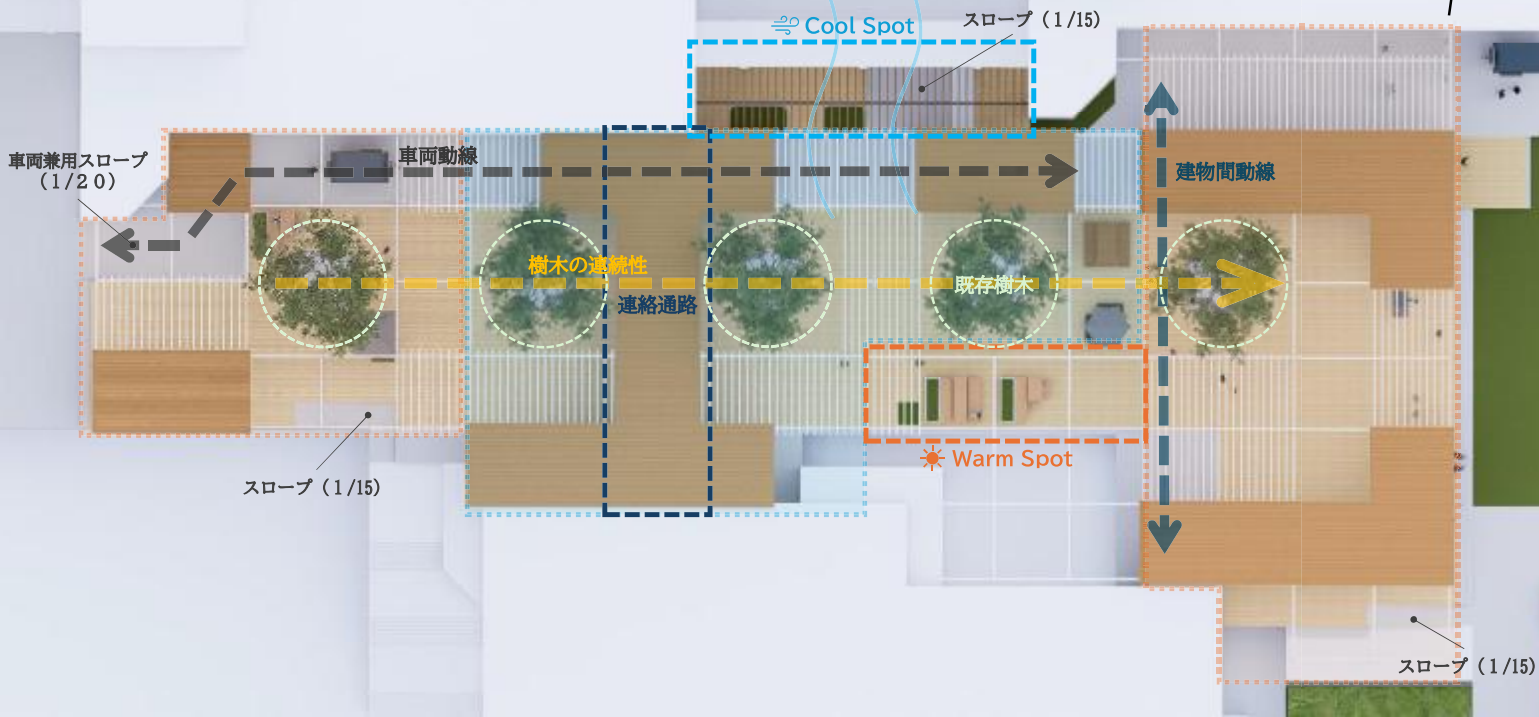 Cool Spot
スロープ（1/15）
車両兼用スロープ
（1/２０）
車両動線
建物間動線
樹木の連続性
既存樹木
連絡通路
Warm Spot
スロープ（1/15）
スロープ（1/15）